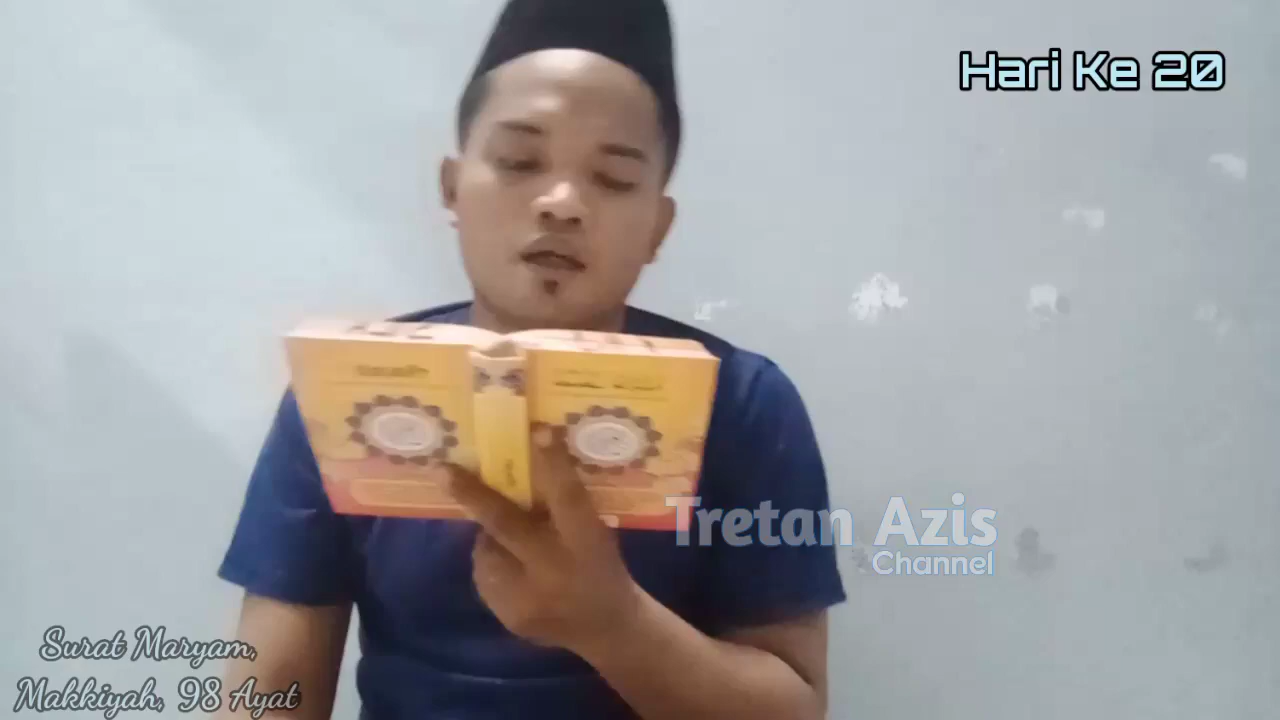 Hari Ke 20
Tretan Azis
Channel
Surat Maryam,
Makkiyah, 98 Ayat